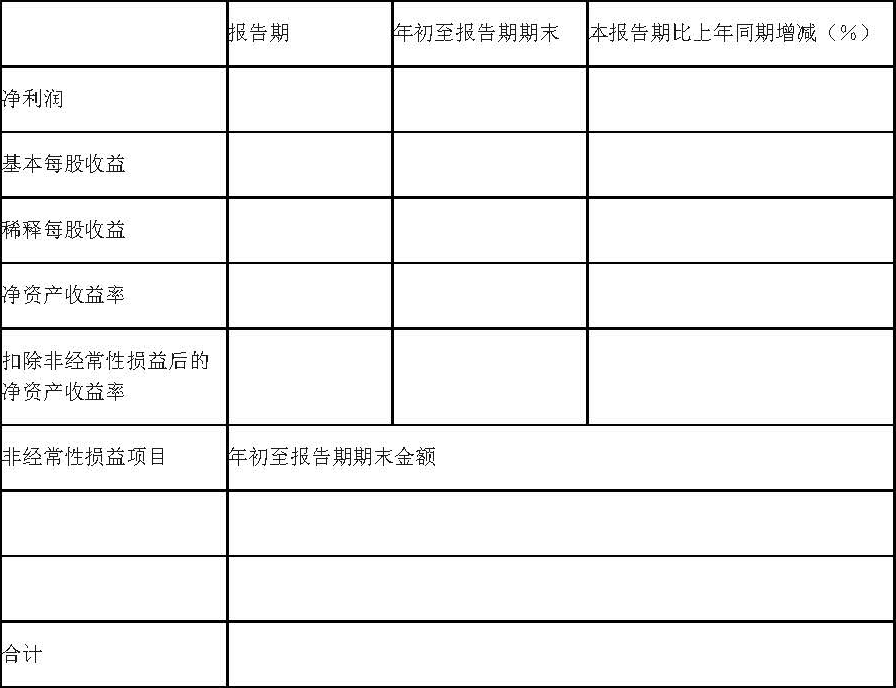 报告期 年初至报告期期末 本报告期比上年同期增减（%）
净利润
基本每股收益
稀释每股收益
净资产收益率
扣除非经常性损益后的
净资产收益率
非经常性损益项目 年初至报告期期末金额
合计